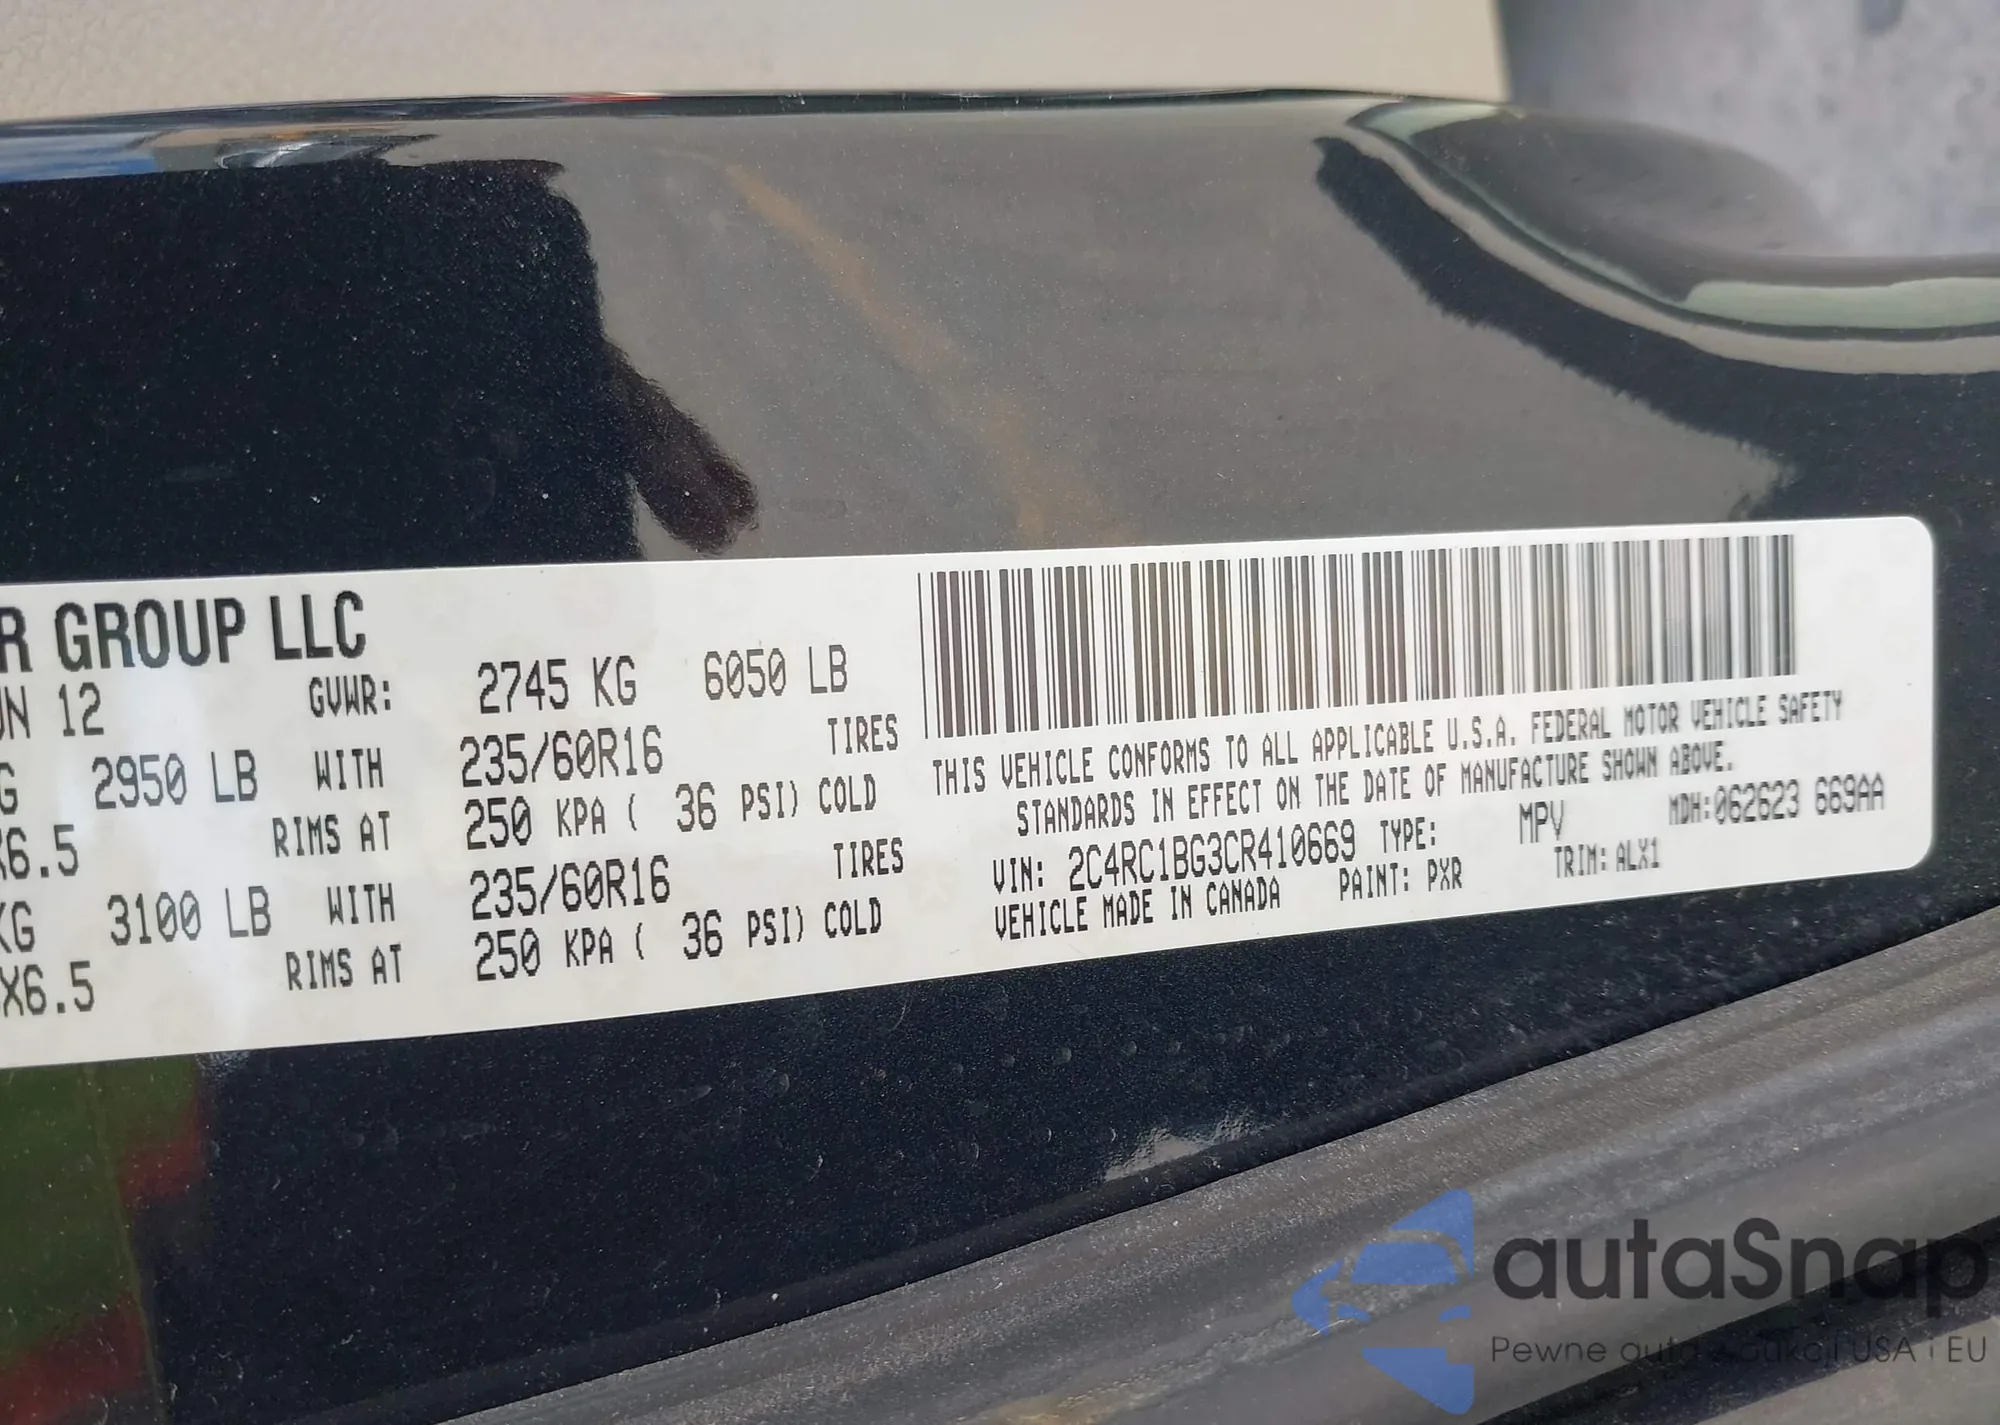 R GROUP LLC
UN 12 GVWR: 2745 KG 6050 LB
G 2950 LB WITH 235/60R16 TIRES
X6.5 RIMS AT 250 KPA ( 36 PSI) COLD
KG 3100 LB WITH 235/60R16 TIRES
X6.5 RIMS AT 250 KPA ( 36 PSI) COLD
THIS VEHICLE CONFORMS TO ALL APPLICABLE U.S.A. FEDERAL MOTOR VEHICLE SAFETY
STANDARDS IN EFFECT ON THE DATE OF MANUFACTURE SHOWN ABOVE.
VIN: 2C4RC1BG3CR410669 TYPE: MPV MDH:062623 669AA
VEHICLE MADE IN CANADA PAINT: PXR TRIM: ALX1
autaSnap
Pewne auta z aukcji USA i EU